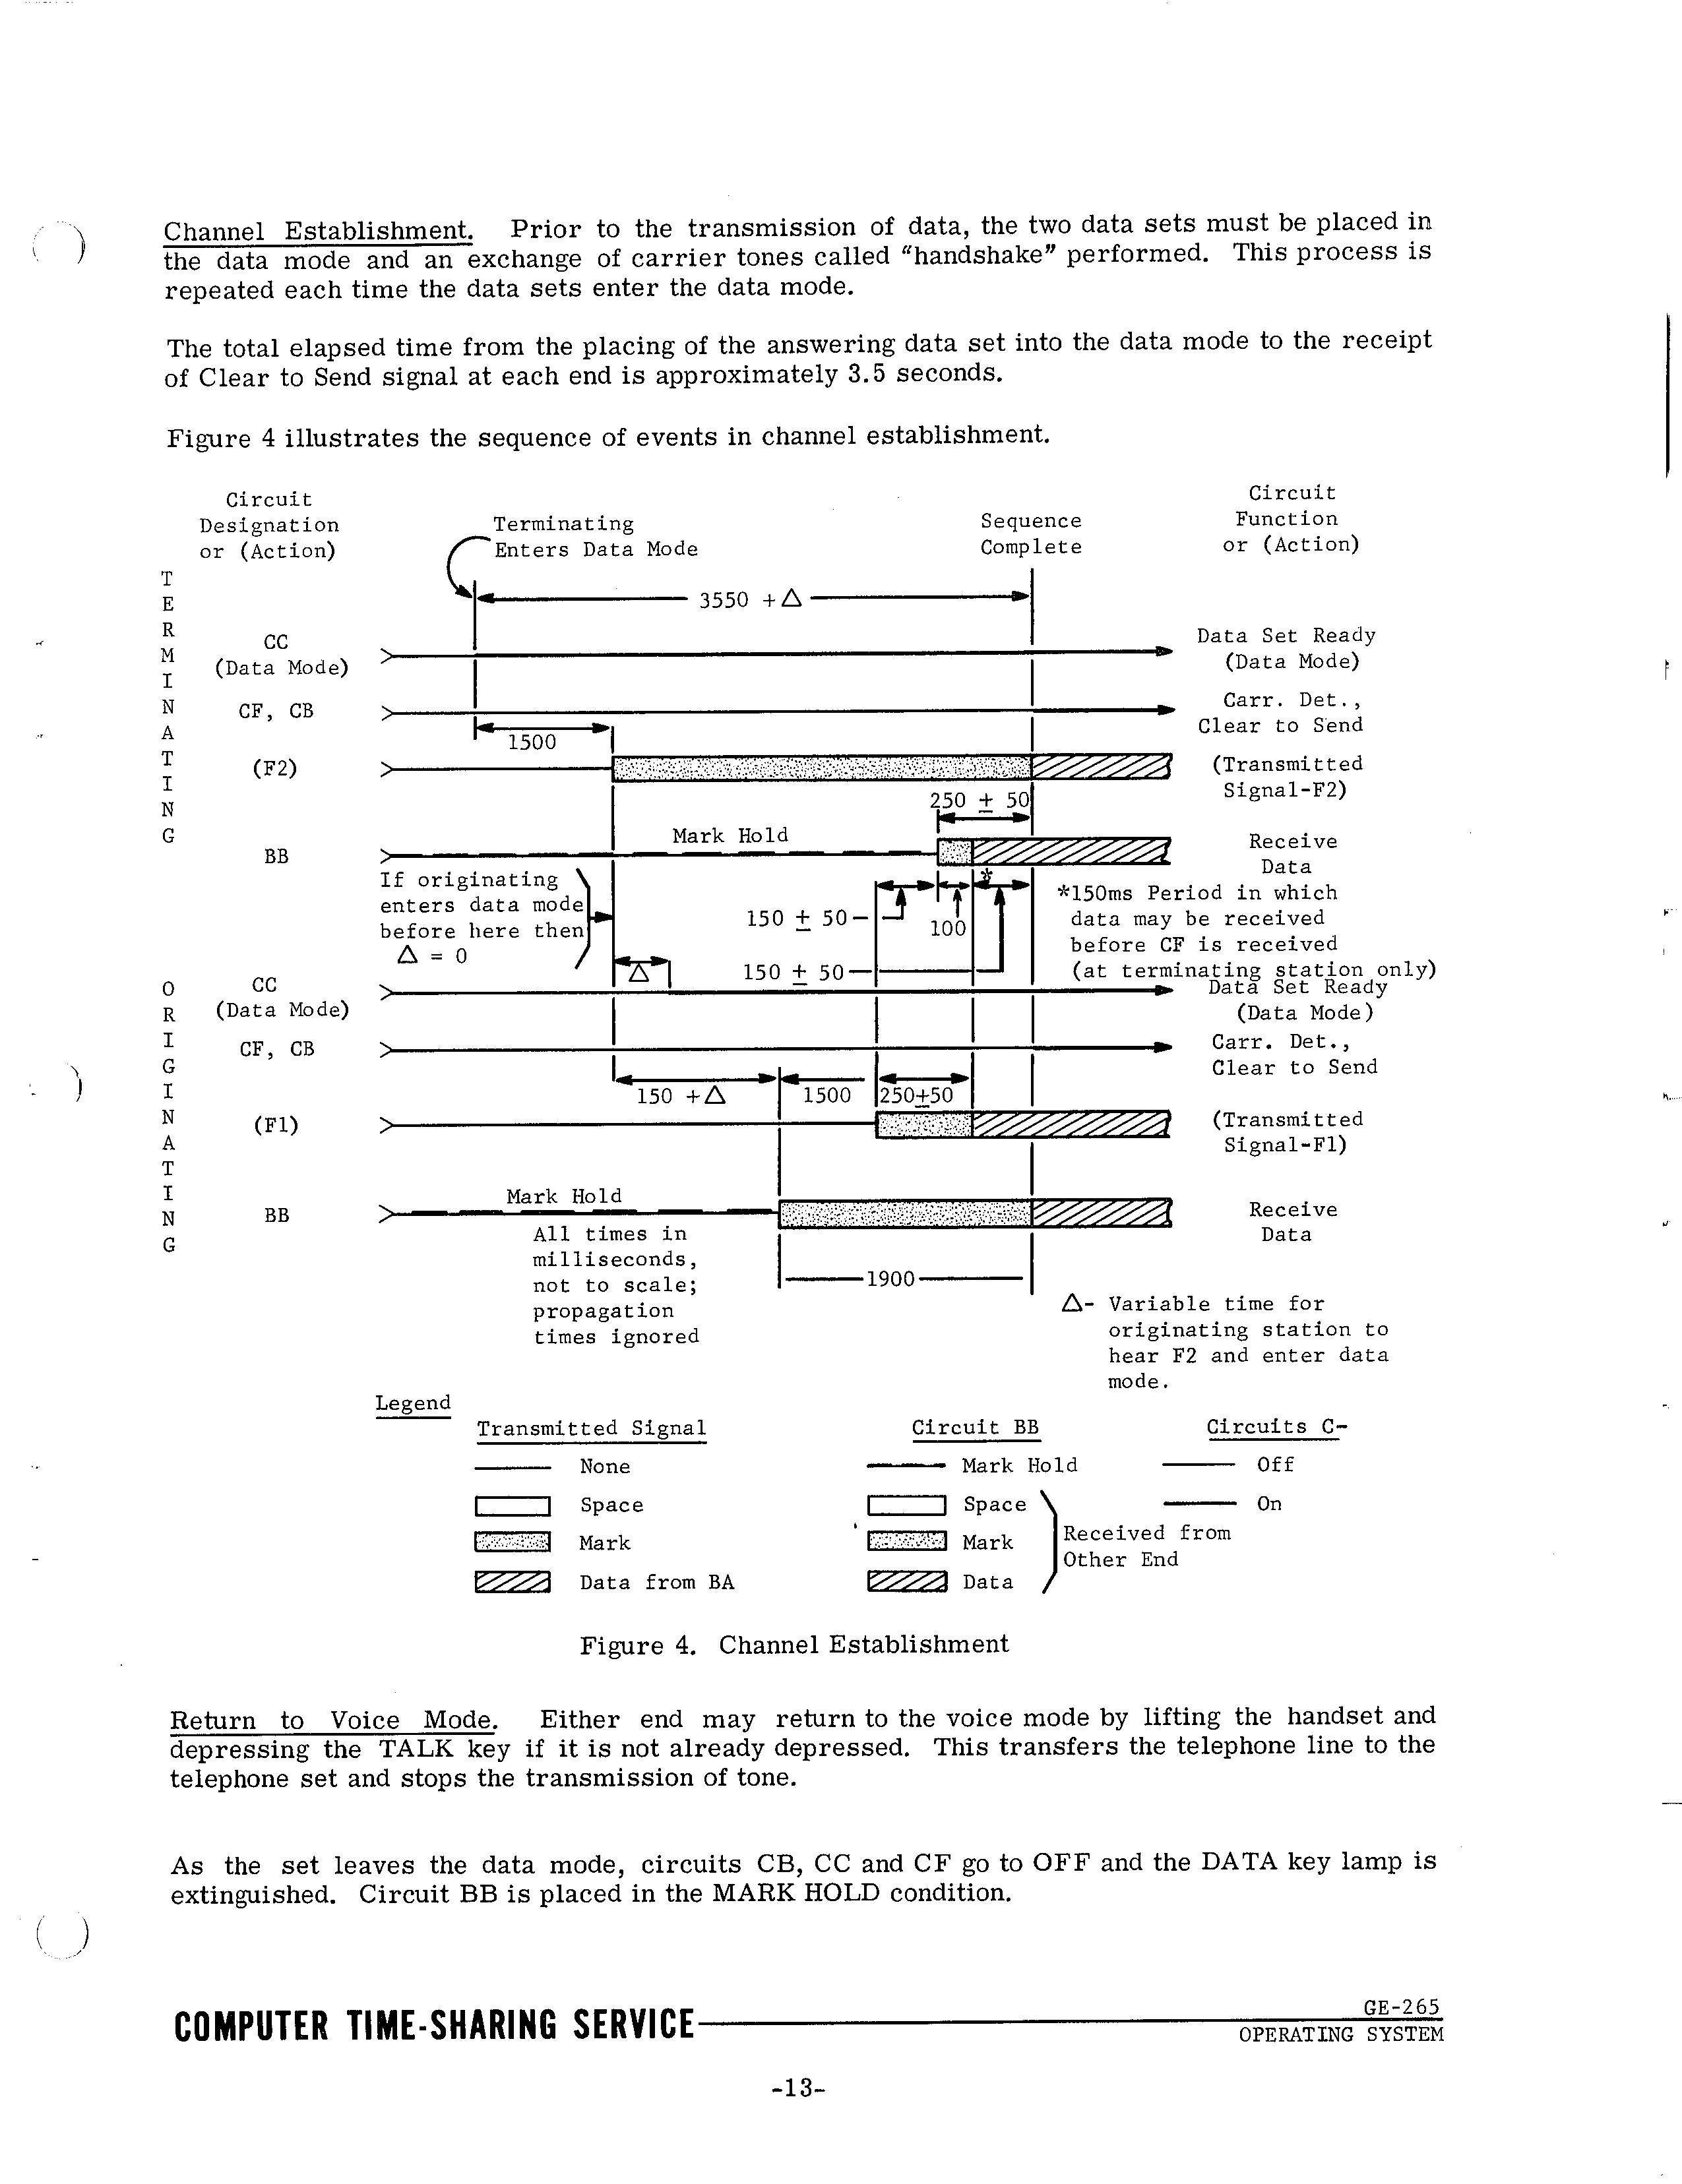 Channel Establishment. Prior to the transmission of data, the two data sets must be placed in
the data mode and an exchange of carrier tones called “handshake” performed. This process is
repeated each time the data sets enter the data mode.
The total elapsed time from the placing of the answering data set into the data mode to the receipt
of Clear to Send signal at each end is approximately 3.5 seconds.
Figure 4 illustrates the sequence of events in channel establishment.
Circuit
Designation
or (Action)
Terminating
Enters Data Mode
Sequence
Complete
Circuit
Function
or (Action)
TERMINATING
3550 + △
CC
(Data Mode)
Data Set Ready
(Data Mode)
CF, CB
Carr. Det.,
Clear to Send
1500
(F2)
(Transmitted
Signal-F2)
250 ± 50
Mark Hold
BB
Receive
Data
If originating
enters data mode
before here then
△ = 0
150 ± 50
100
*
*150ms Period in which
data may be received
before CF is received
(at terminating station only)
△
150 ± 50
ORIGINATING
CC
(Data Mode)
Data Set Ready
(Data Mode)
CF, CB
Carr. Det.,
Clear to Send
150 + △
1500
250±50
(F1)
(Transmitted
Signal-F1)
Mark Hold
BB
Receive
Data
All times in
milliseconds,
not to scale;
propagation
times ignored
1900
△- Variable time for
originating station to
hear F2 and enter data
mode.
Legend
Transmitted Signal
None
Space
Mark
Data from BA
Circuit BB
Mark Hold
Space
Mark
Data
Received from
Other End
Circuits C-
Off
On
Figure 4. Channel Establishment
Return to Voice Mode. Either end may return to the voice mode by lifting the handset and
depressing the TALK key if it is not already depressed. This transfers the telephone line to the
telephone set and stops the transmission of tone.
As the set leaves the data mode, circuits CB, CC and CF go to OFF and the DATA key lamp is
extinguished. Circuit BB is placed in the MARK HOLD condition.
COMPUTER TIME-SHARING SERVICE
GE-265
OPERATING SYSTEM
-13-